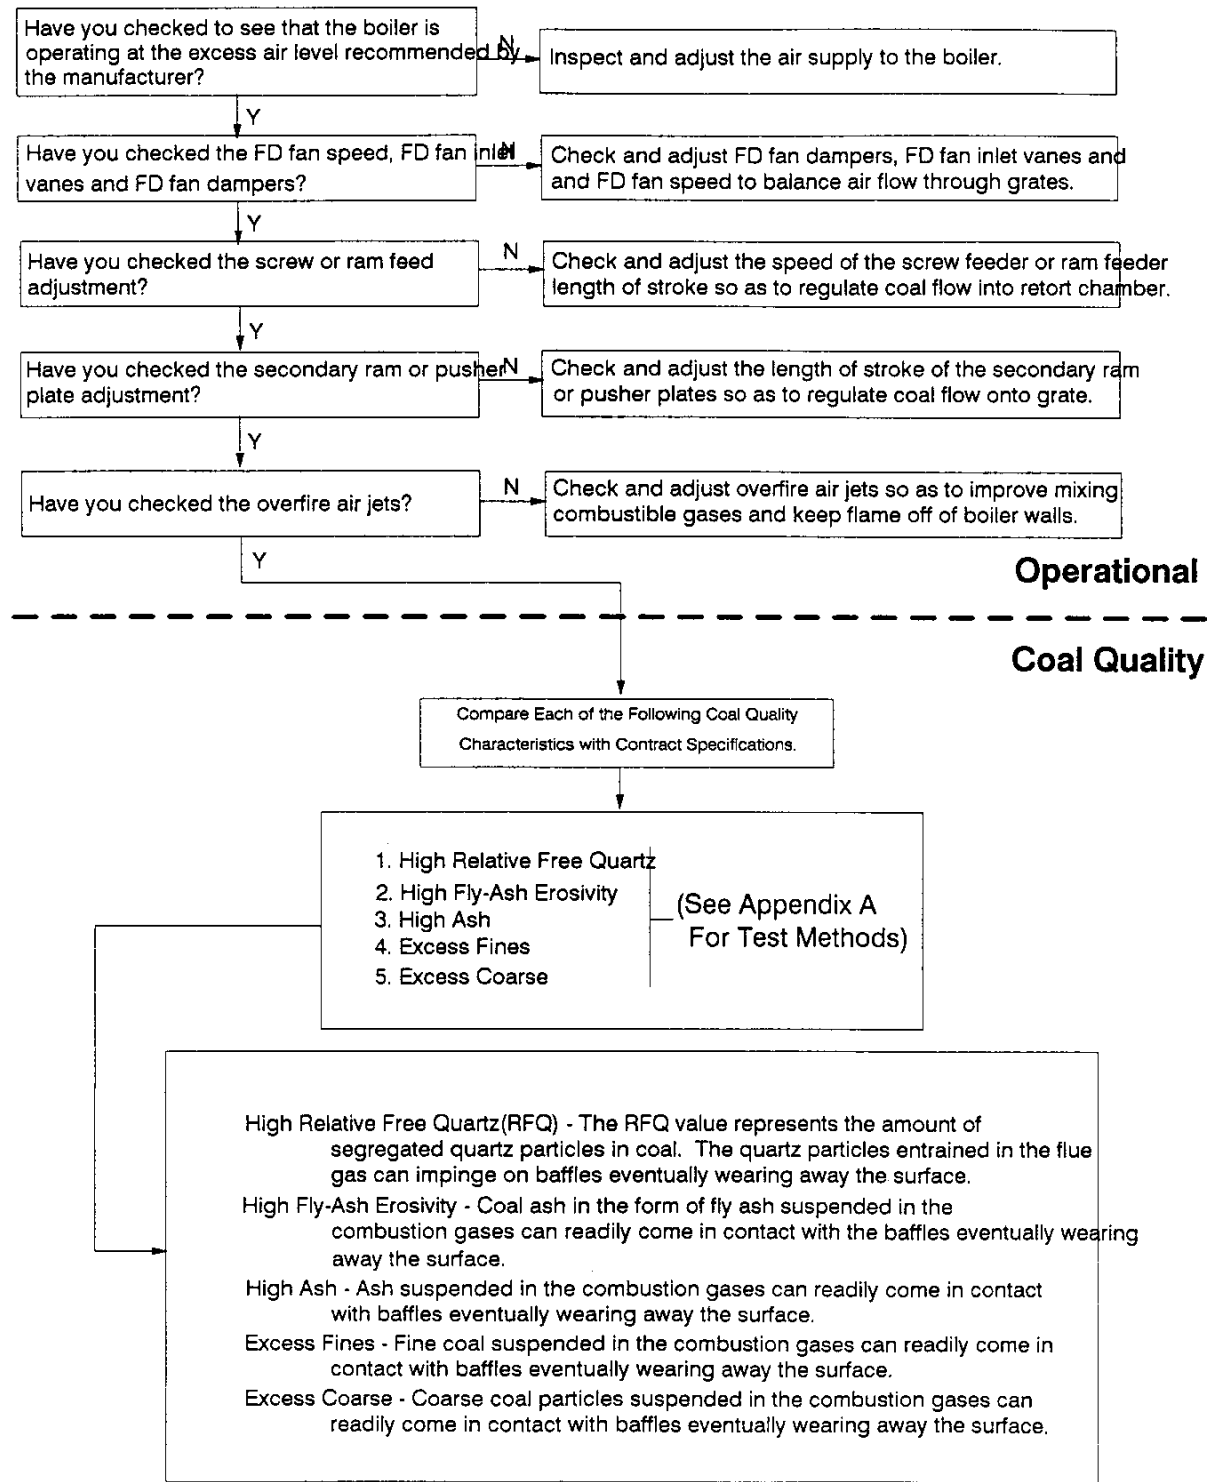 Have you checked to see that the boiler is
operating at the excess air level recommended by
the manufacturer?
N
Inspect and adjust the air supply to the boiler.
Y
Have you checked the FD fan speed, FD fan inlet
vanes and FD fan dampers?
N
Check and adjust FD fan dampers, FD fan inlet vanes and
and FD fan speed to balance air flow through grates.
Y
Have you checked the screw or ram feed
adjustment?
N
Check and adjust the speed of the screw feeder or ram feeder
length of stroke so as to regulate coal flow into retort chamber.
Y
Have you checked the secondary ram or pusher
plate adjustment?
N
Check and adjust the length of stroke of the secondary ram
or pusher plates so as to regulate coal flow onto grate.
Y
Have you checked the overfire air jets?
N
Check and adjust overfire air jets so as to improve mixing
combustible gases and keep flame off of boiler walls.
Y
Operational
Coal Quality
Compare Each of the Following Coal Quality
Characteristics with Contract Specifications.
1. High Relative Free Quartz
2. High Fly-Ash Erosivity
3. High Ash
4. Excess Fines
5. Excess Coarse
(See Appendix A
For Test Methods)
High Relative Free Quartz(RFQ) - The RFQ value represents the amount of
segregated quartz particles in coal. The quartz particles entrained in the flue
gas can impinge on baffles eventually wearing away the surface.
High Fly-Ash Erosivity - Coal ash in the form of fly ash suspended in the
combustion gases can readily come in contact with the baffles eventually wearing
away the surface.
High Ash - Ash suspended in the combustion gases can readily come in contact
with baffles eventually wearing away the surface.
Excess Fines - Fine coal suspended in the combustion gases can readily come in
contact with baffles eventually wearing away the surface.
Excess Coarse - Coarse coal particles suspended in the combustion gases can
readily come in contact with baffles eventually wearing away the surface.